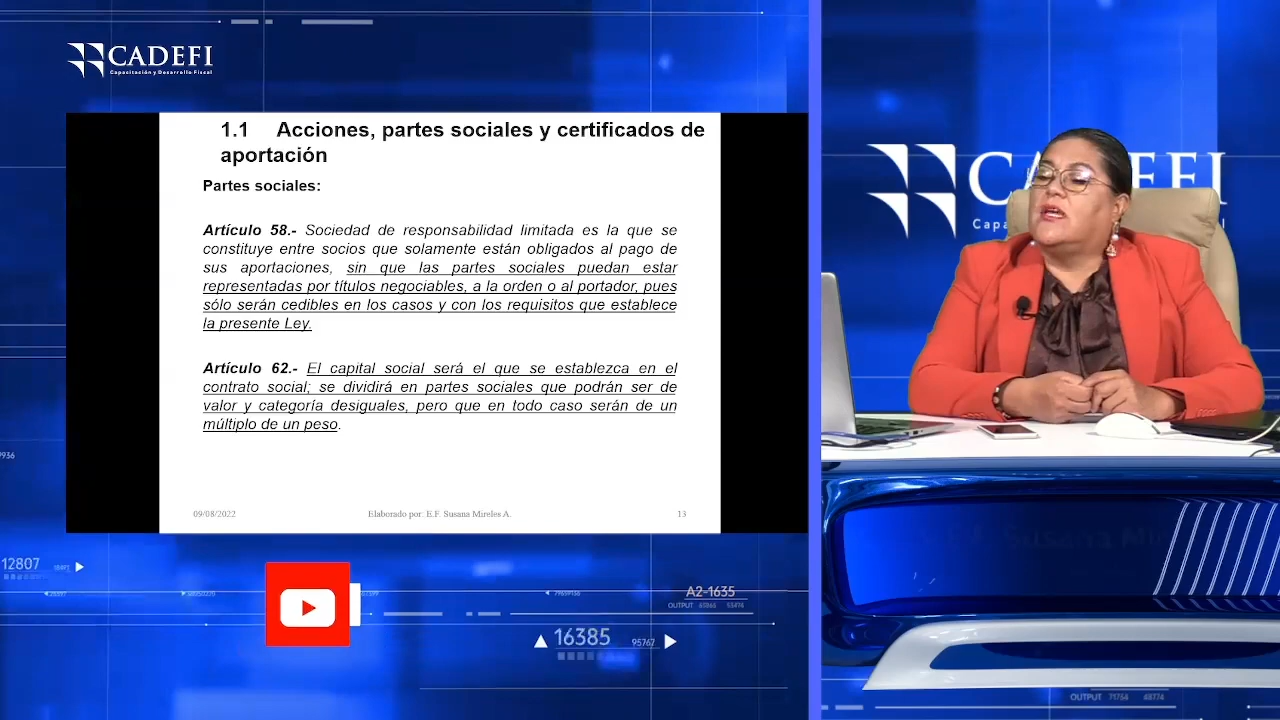 CADEFI
Capacitación y Desarrollo Fiscal
1.1 Acciones, partes sociales y certificados de
aportación
Partes sociales:
Artículo 58.- Sociedad de responsabilidad limitada es la que se
constituye entre socios que solamente están obligados al pago de
sus aportaciones, sin que las partes sociales puedan estar
representadas por títulos negociables, a la orden o al portador, pues
sólo serán cedibles en los casos y con los requisitos que establece
la presente Ley.
Artículo 62.- El capital social será el que se establezca en el
contrato social; se dividirá en partes sociales que podrán ser de
valor y categoría desiguales, pero que en todo caso serán de un
múltiplo de un peso.
09/08/2022
Elaborado por: E.F. Susana Mireles A.
13
12807
A2-1635
OUTPUT
16385
95767
OUTPUT 71764 48774